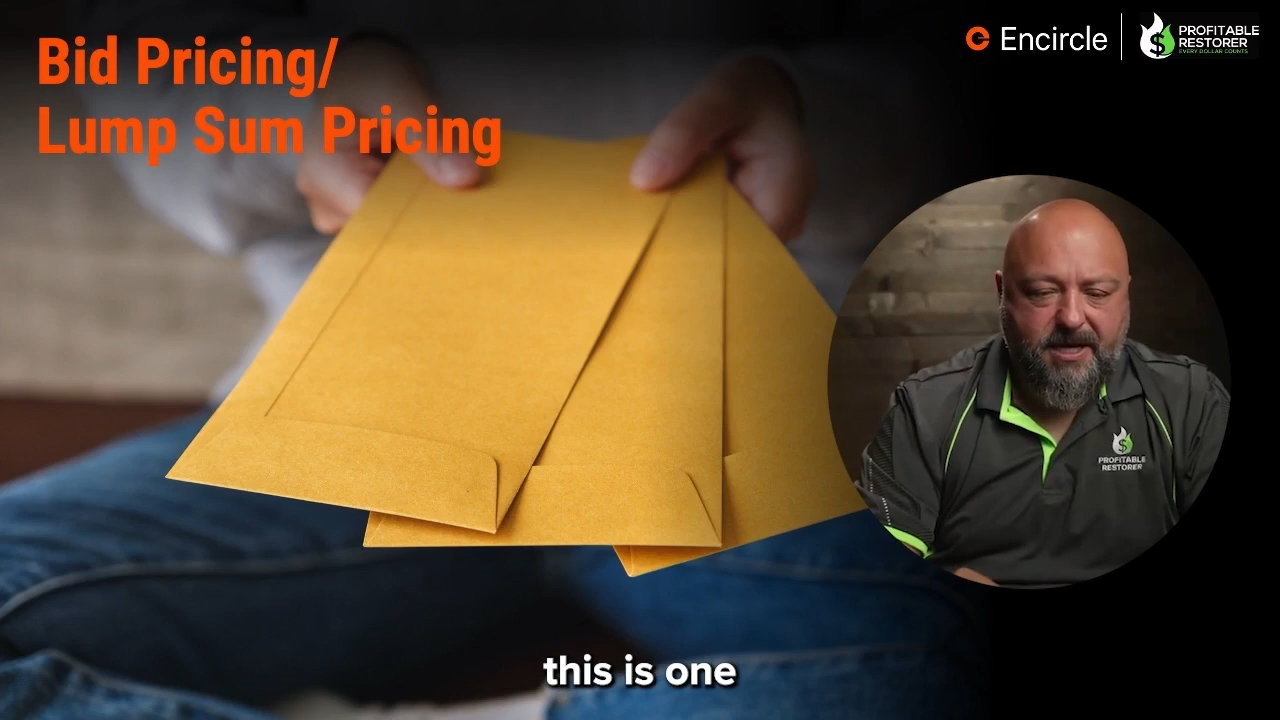 Bid Pricing/
Lump Sum Pricing
Encircle
PROFITABLE
RESTORER
EVERY DOLLAR COUNTS
PROFITABLE
RESTORER
this is one